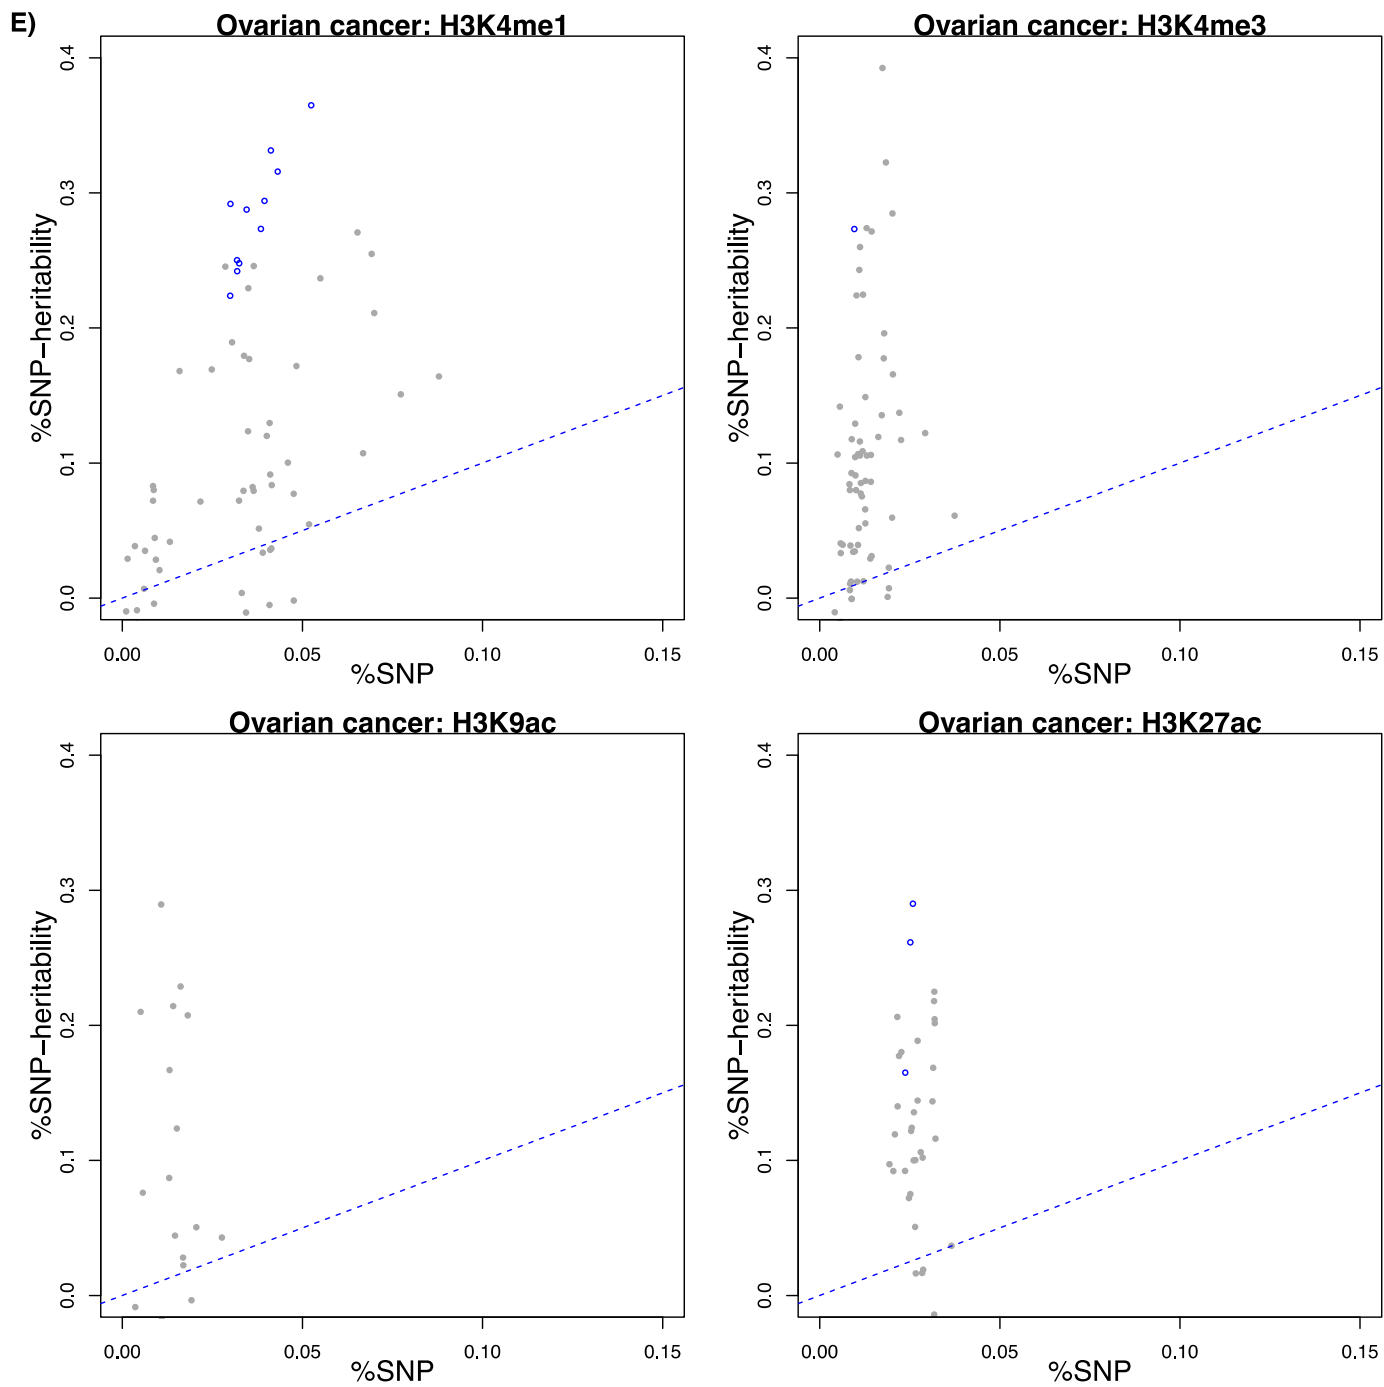 E)
Ovarian cancer: H3K4me1
0.4
0.3
0.2
0.1
0.0
%SNP−heritability
0.00 0.05 0.10 0.15
%SNP
Ovarian cancer: H3K4me3
0.4
0.3
0.2
0.1
0.0
%SNP−heritability
0.00 0.05 0.10 0.15
%SNP
Ovarian cancer: H3K9ac
0.4
0.3
0.2
0.1
0.0
%SNP−heritability
0.00 0.05 0.10 0.15
%SNP
Ovarian cancer: H3K27ac
0.4
0.3
0.2
0.1
0.0
%SNP−heritability
0.00 0.05 0.10 0.15
%SNP